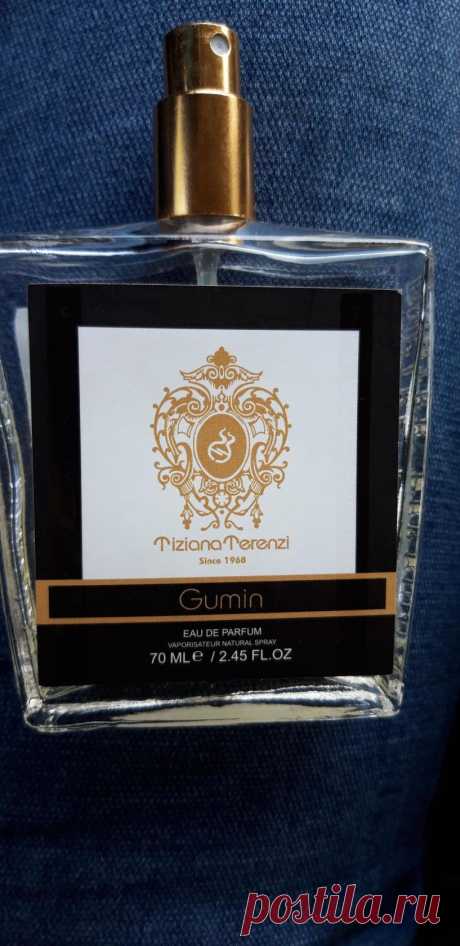 Tiziana Terenzi
Since 1968
Gumin
EAU DE PARFUM
VAPORISATEUR NATURAL SPRAY
70 ML℮ / 2.45 FL.OZ
postila.ru